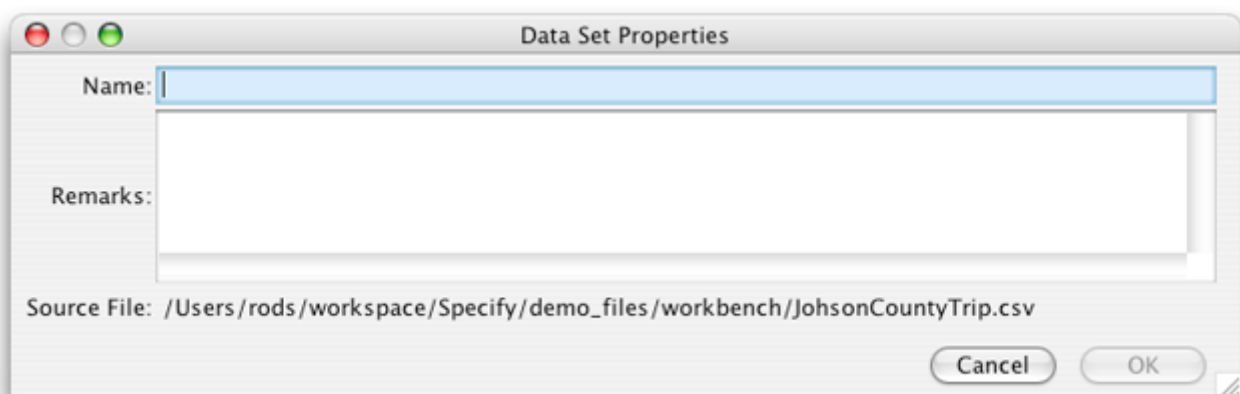 Data Set Properties
Name:
Remarks:
Source File: /Users/rods/workspace/Specify/demo_files/workbench/JohsonCountyTrip.csv
Cancel OK